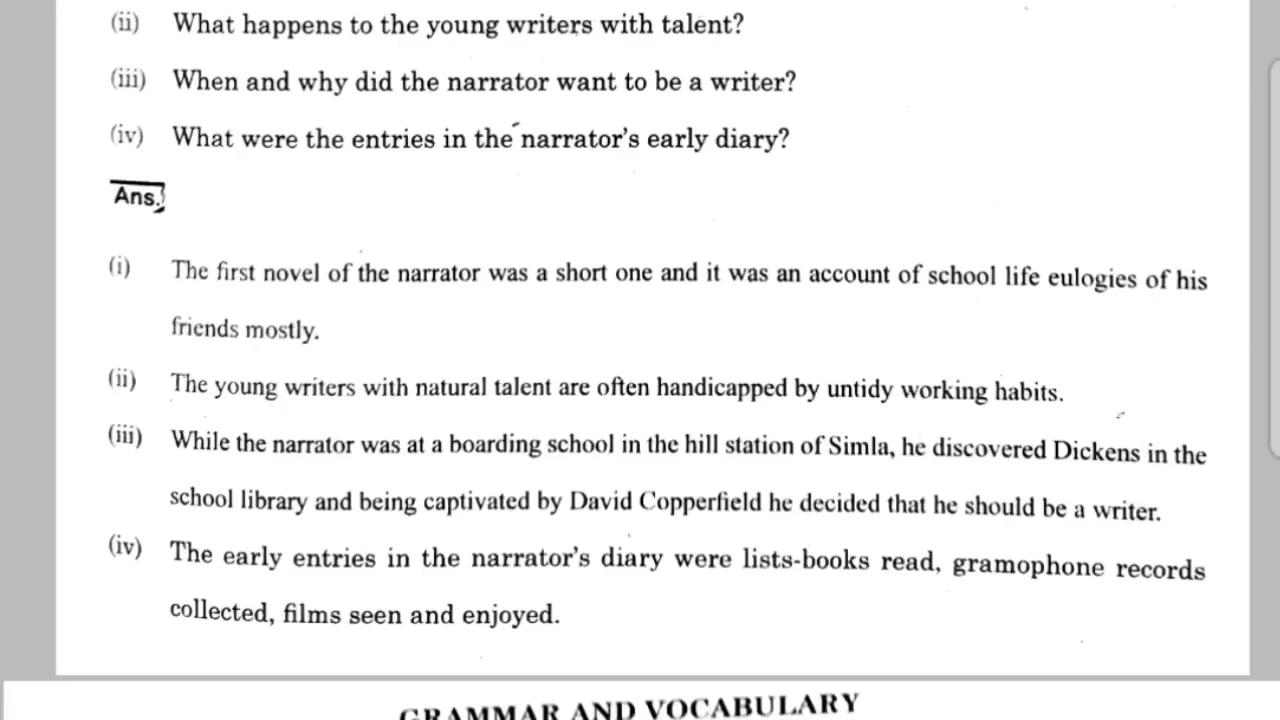 (ii) What happens to the young writers with talent?
(iii) When and why did the narrator want to be a writer?
(iv) What were the entries in the narrator's early diary?
Ans.
(i) The first novel of the narrator was a short one and it was an account of school life eulogies of his
friends mostly.
(ii) The young writers with natural talent are often handicapped by untidy working habits.
(iii) While the narrator was at a boarding school in the hill station of Simla, he discovered Dickens in the
school library and being captivated by David Copperfield he decided that he should be a writer.
(iv) The early entries in the narrator's diary were lists-books read, gramophone records
collected, films seen and enjoyed.
GRAMMAR AND VOCABULARY